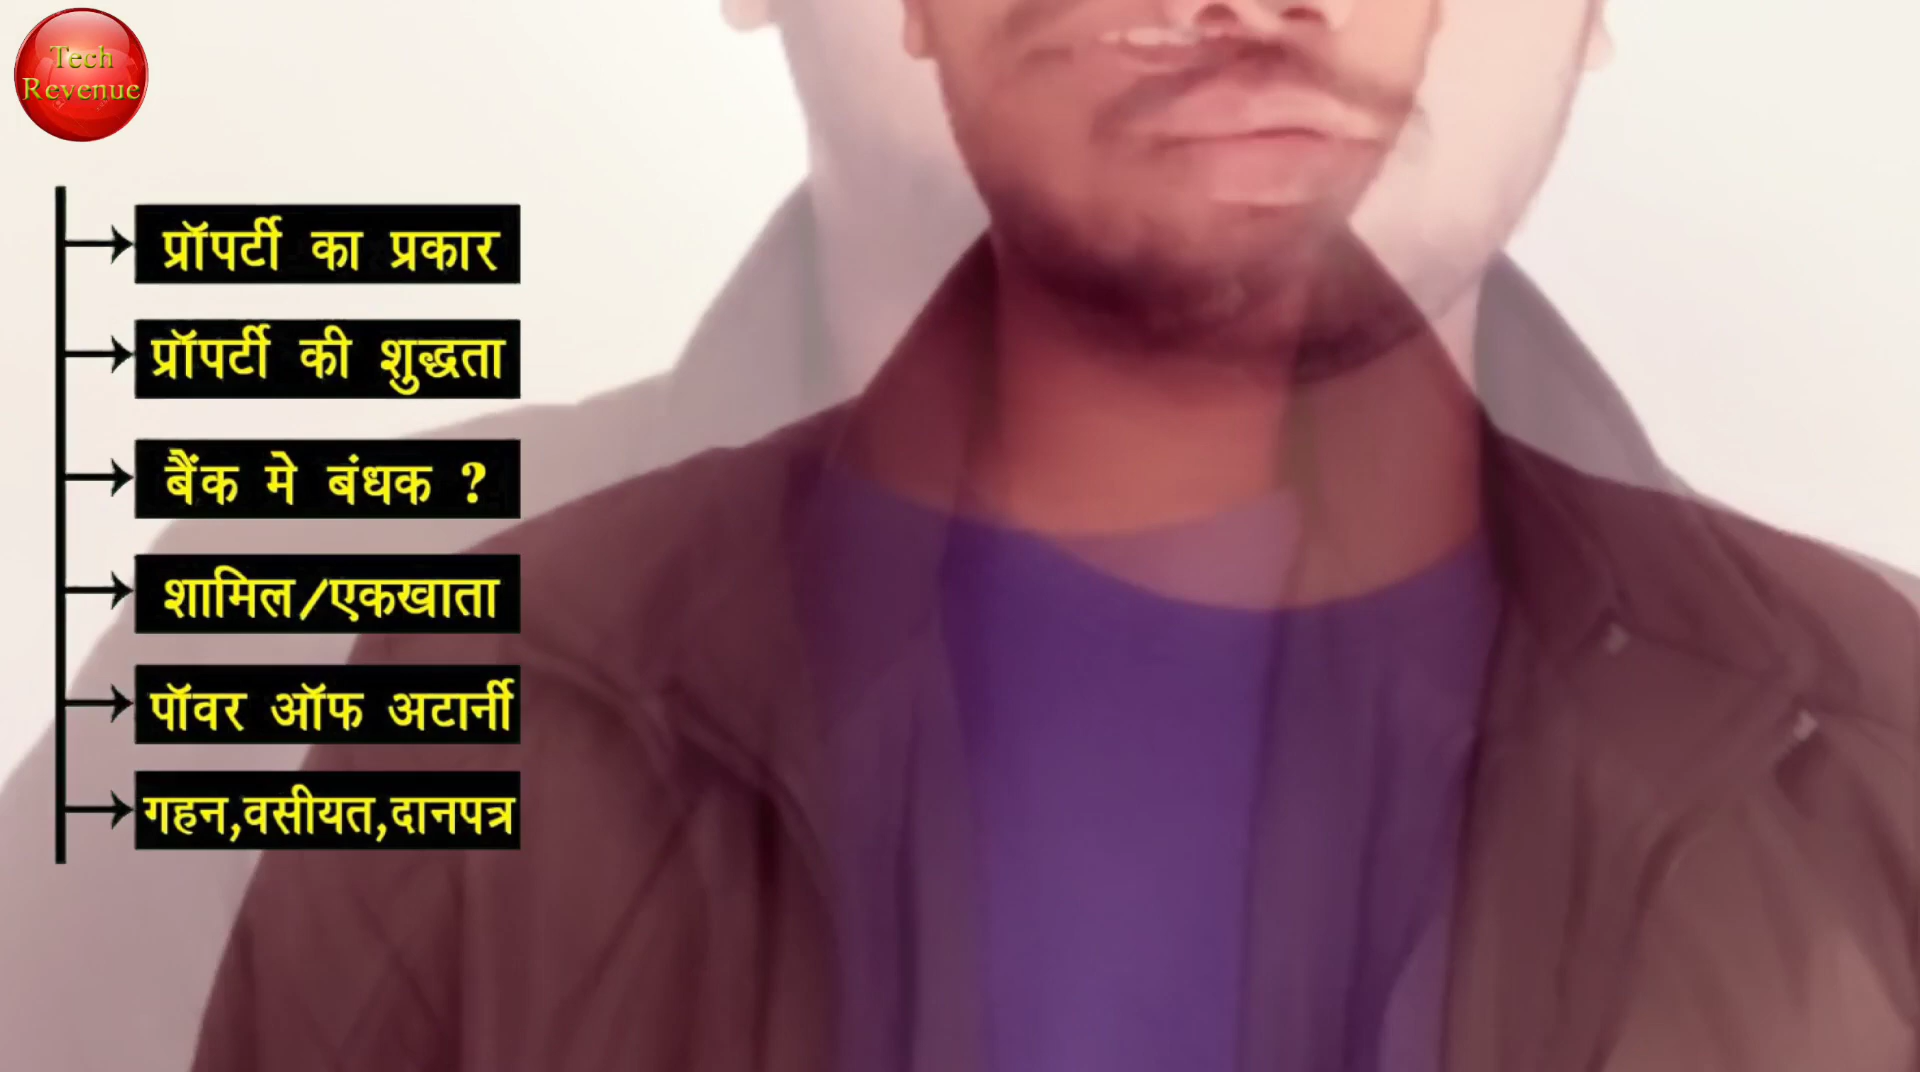 Tech
Revenue
प्रॉपर्टी का प्रकार
प्रॉपर्टी की शुद्धता
बैंक मे बंधक ?
शामिल/एकखाता
पॉवर ऑफ अटार्नी
गहन,वसीयत,दानपत्र